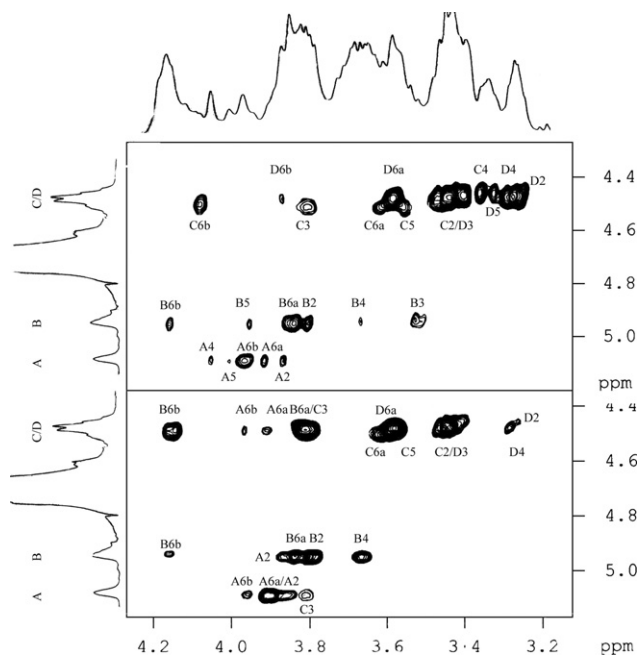 D6b D6a C4 D4
4.4
D2
D5
C/D
C6b C3 C6a C5 C2/D3
4.6
4.8
B6b B5 B6a B2 B4 B3
B
5.0
A4 A6b A6a
A
A5 A2
ppm
B6b A6b A6a B6a/C3 D6a
4.4
D2
C/D
C6a C5 C2/D3 D4
4.6
4.8
B6b B6a B2 B4
A2
B
5.0
A6b A6a/A2
A
C3
4.2 4.0 3.8 3.6 3·4 3.2 ppm